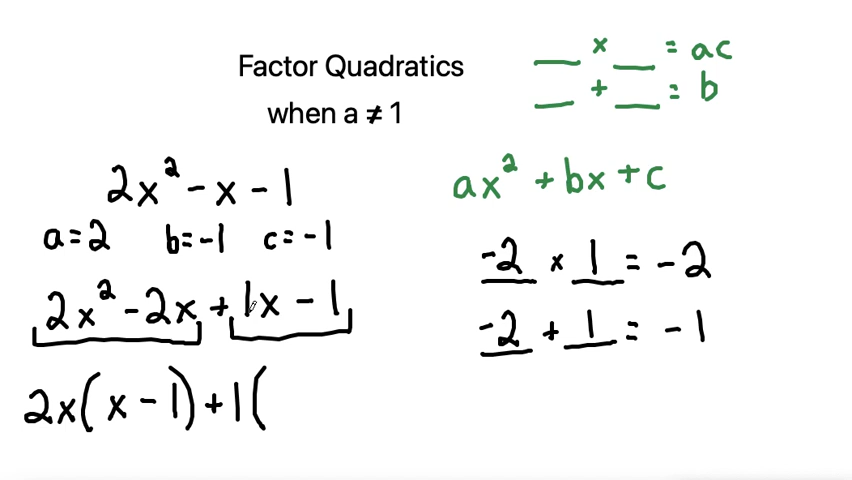 Factor Quadratics
when a ≠ 1
__ × __ = ac
__ + __ = b
ax² + bx + c
2x² - x - 1
a = 2 b = -1 c = -1
2x² - 2x + 1x - 1
2x(x - 1) + 1(
-2 × 1 = -2
-2 + 1 = -1